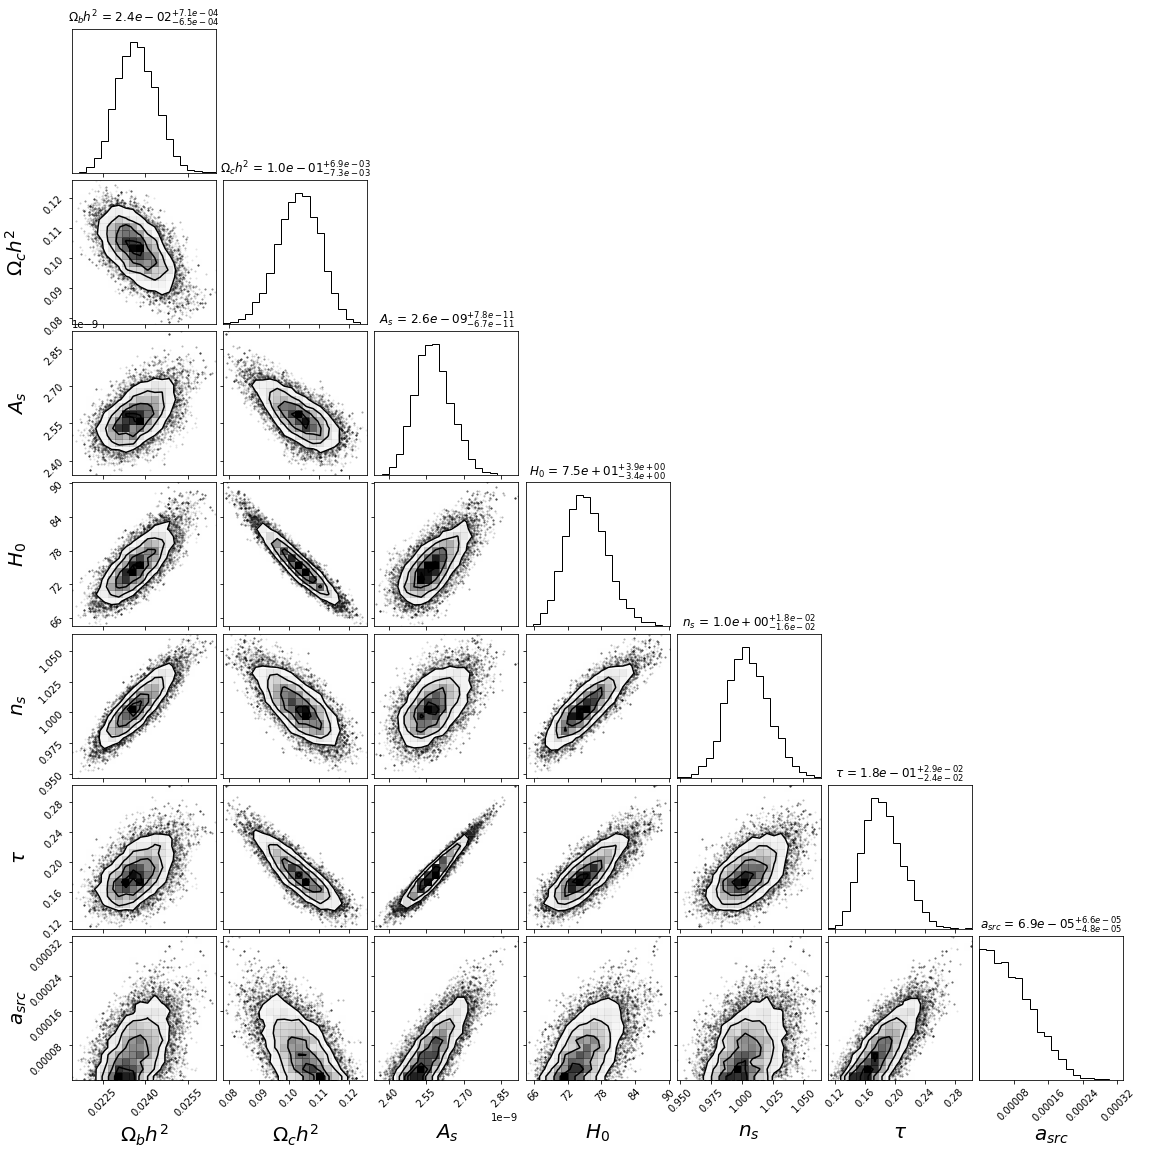 Ω_b h² = 2.4e−02 +7.1e−04 −6.5e−04
Ω_c h² = 1.0e−01 +6.9e−03 −7.3e−03
0.12
0.11
0.10
0.09
0.08
Ω_c h²
1e−9
A_s = 2.6e−09 +7.8e−11 −6.7e−11
2.85
2.70
2.55
2.40
A_s
H_0 = 7.5e+01 +3.9e+00 −3.4e+00
90
84
78
72
66
H_0
n_s = 1.0e+00 +1.8e−02 −1.6e−02
1.050
1.025
1.000
0.975
0.950
n_s
τ = 1.8e−01 +2.9e−02 −2.4e−02
0.28
0.24
0.20
0.16
0.12
τ
a_src = 6.9e−05 +6.6e−05 −4.8e−05
0.00032
0.00024
0.00016
0.00008
a_src
0.0225 0.0240 0.0255 0.08 0.09 0.10 0.11 0.12 2.40 2.55 2.70 2.85 66 72 78 84 90 0.950 0.975 1.000 1.025 1.050 0.12 0.16 0.20 0.24 0.28 0.00008 0.00016 0.00024 0.00032
1e−9
Ω_b h² Ω_c h² A_s H_0 n_s τ a_src